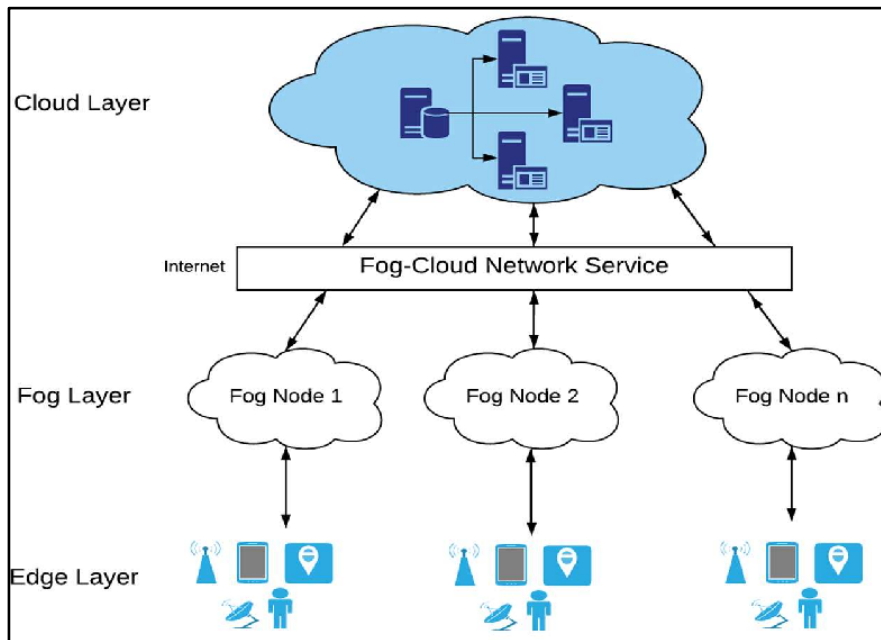 Cloud Layer
Internet
Fog-Cloud Network Service
Fog Layer
Fog Node 1
Fog Node 2
Fog Node n
Edge Layer